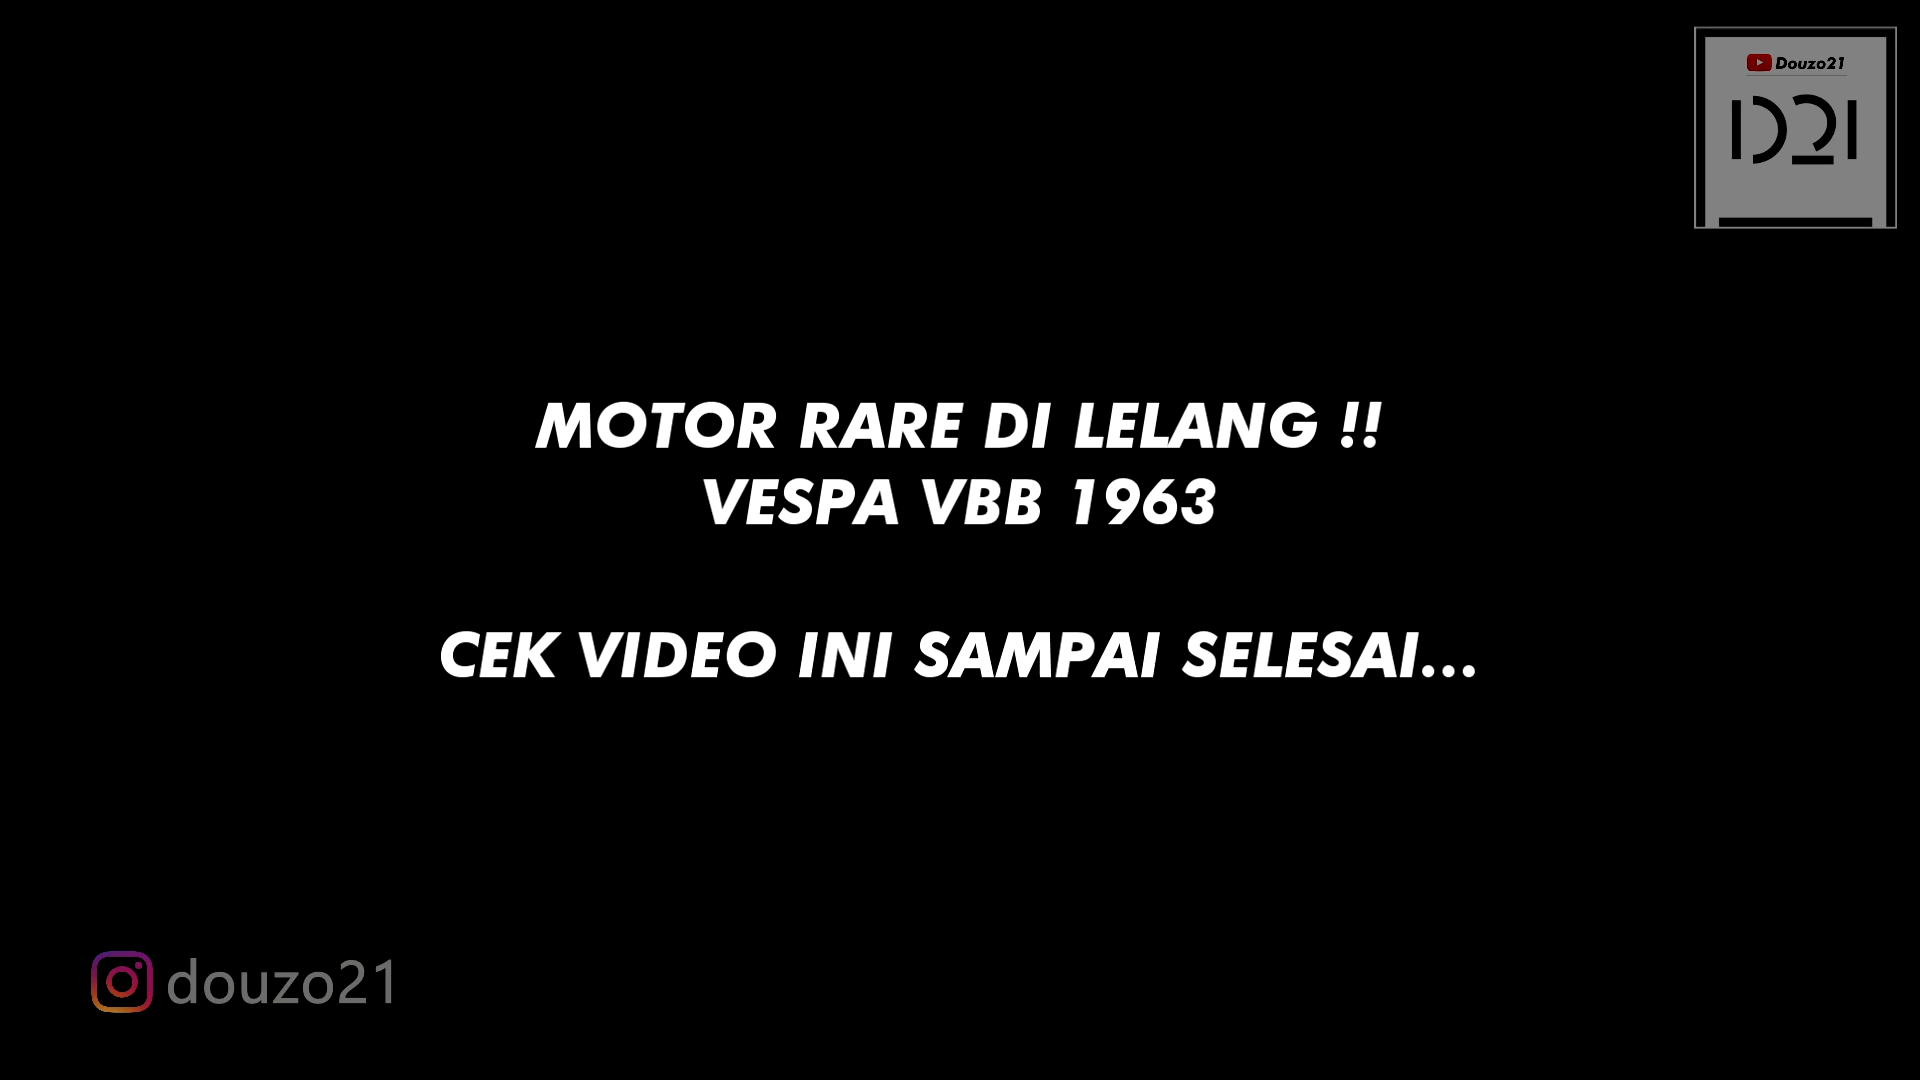 Douzo21
D21
MOTOR RARE DI LELANG !!
VESPA VBB 1963
CEK VIDEO INI SAMPAI SELESAI...
douzo21